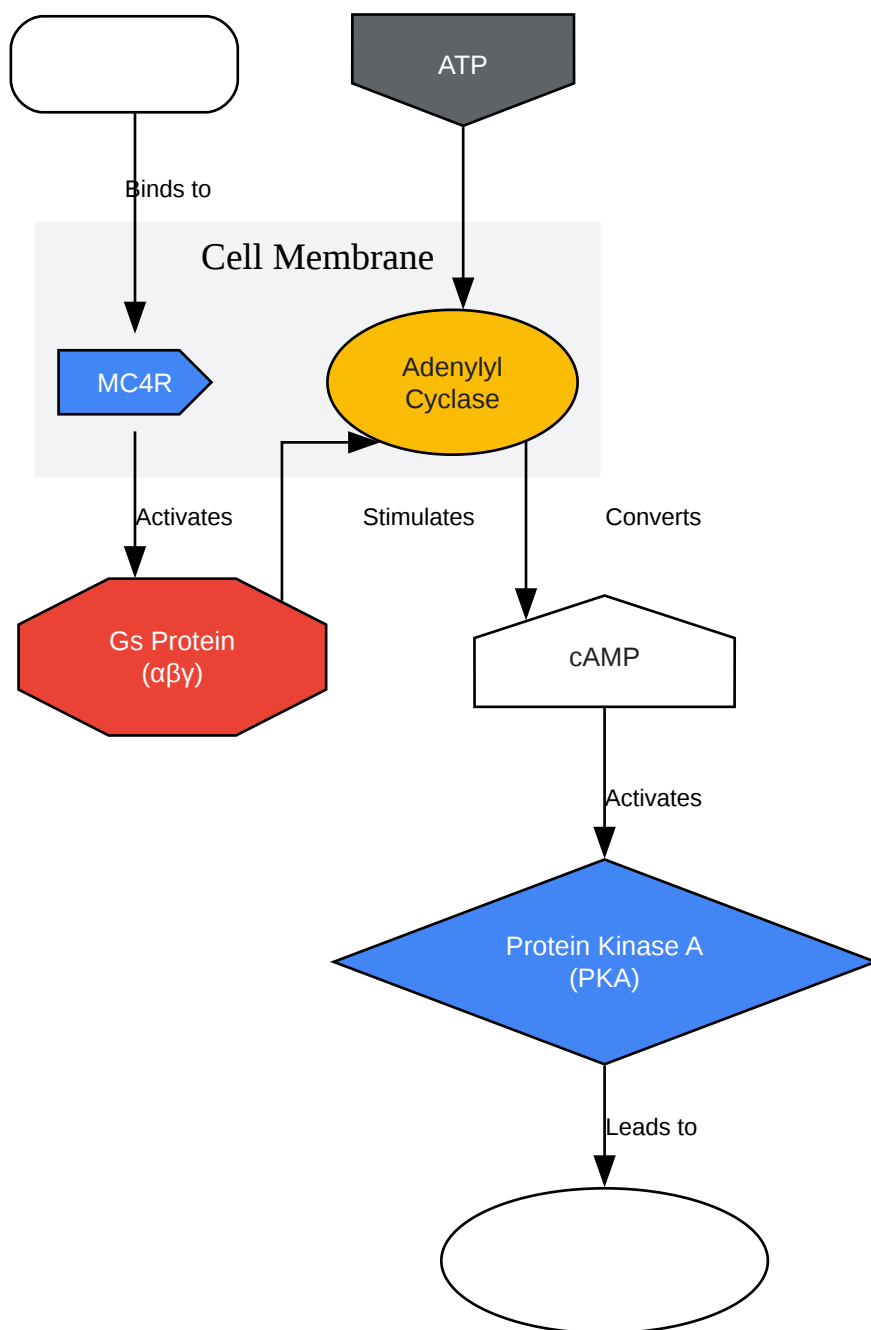 ATP
Binds to
Cell Membrane
MC4R
Adenylyl
Cyclase
Activates
Stimulates
Converts
Gs Protein
(αβγ)
cAMP
Activates
Protein Kinase A
(PKA)
Leads to